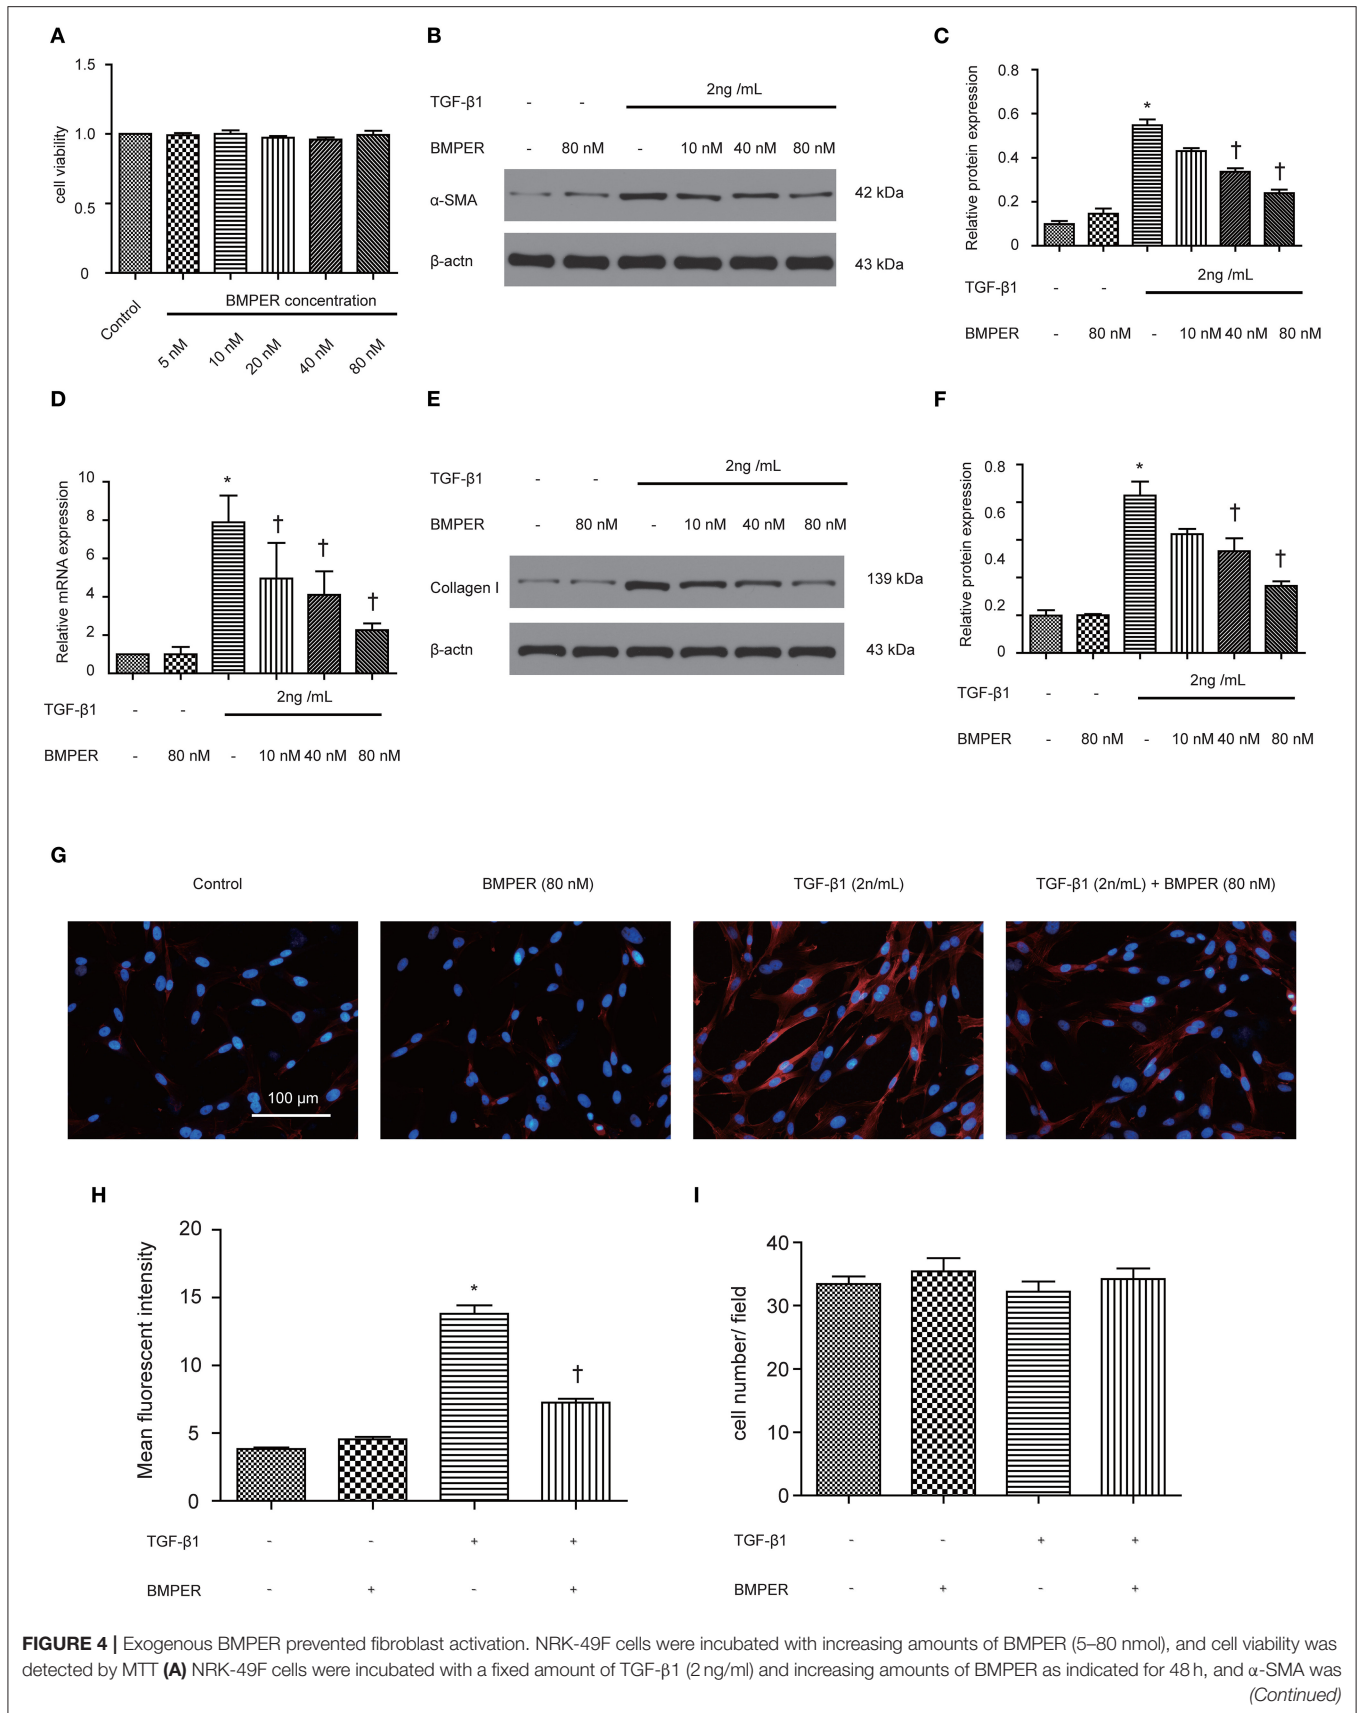 A
1.5
1.0
0.5
0
cell viability
Control
BMPER concentration
5 nM
10 nM
20 nM
40 nM
80 nM
B
2ng /mL
TGF-β1 - -
BMPER - 80 nM - 10 nM 40 nM 80 nM
α-SMA 42 kDa
β-actn 43 kDa
C
0.8
0.6
0.4
0.2
0
Relative protein expression
* † †
2ng /mL
TGF-β1 - -
BMPER - 80 nM - 10 nM 40 nM 80 nM
D
10
8
6
4
2
0
Relative mRNA expression
* † † †
2ng /mL
TGF-β1 - -
BMPER - 80 nM - 10 nM 40 nM 80 nM
E
2ng /mL
TGF-β1 - -
BMPER - 80 nM - 10 nM 40 nM 80 nM
Collagen I 139 kDa
β-actn 43 kDa
F
0.8
0.6
0.4
0.2
0
Relative protein expression
* † †
2ng /mL
TGF-β1 - -
BMPER - 80 nM - 10 nM 40 nM 80 nM
G
Control BMPER (80 nM) TGF-β1 (2n/mL) TGF-β1 (2n/mL) + BMPER (80 nM)
100 μm
H
20
15
10
5
0
Mean fluorescent intensity
* †
TGF-β1 - - + +
BMPER - + - +
I
40
30
20
10
0
cell number/ field
TGF-β1 - - + +
BMPER - + - +
FIGURE 4 | Exogenous BMPER prevented fibroblast activation. NRK-49F cells were incubated with increasing amounts of BMPER (5–80 nmol), and cell viability was
detected by MTT (A) NRK-49F cells were incubated with a fixed amount of TGF-β1 (2 ng/ml) and increasing amounts of BMPER as indicated for 48 h, and α-SMA was
(Continued)